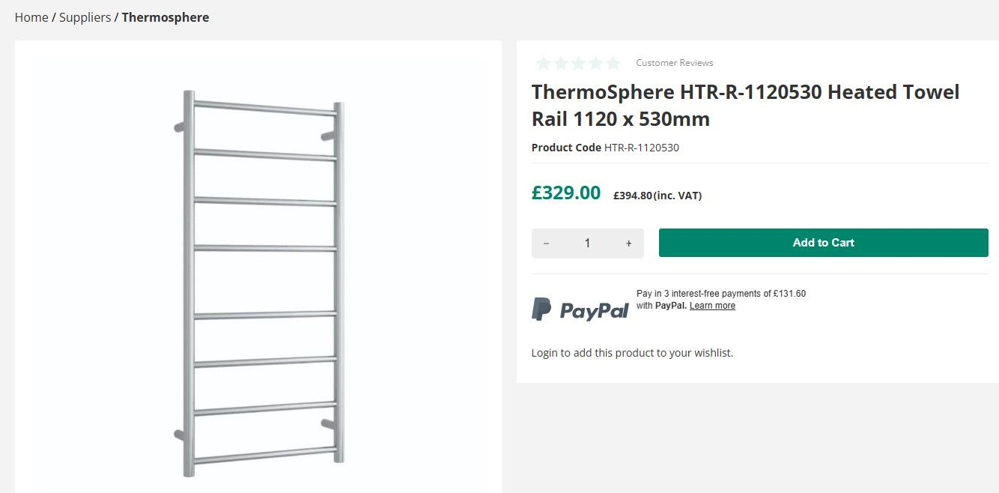 Home / Suppliers / Thermosphere
Customer Reviews
ThermoSphere HTR-R-1120530 Heated Towel
Rail 1120 x 530mm
Product Code HTR-R-1120530
£329.00 £394.80(inc. VAT)
− 1 + Add to Cart
Pay in 3 interest-free payments of £131.60
PayPal with PayPal. Learn more
Login to add this product to your wishlist.